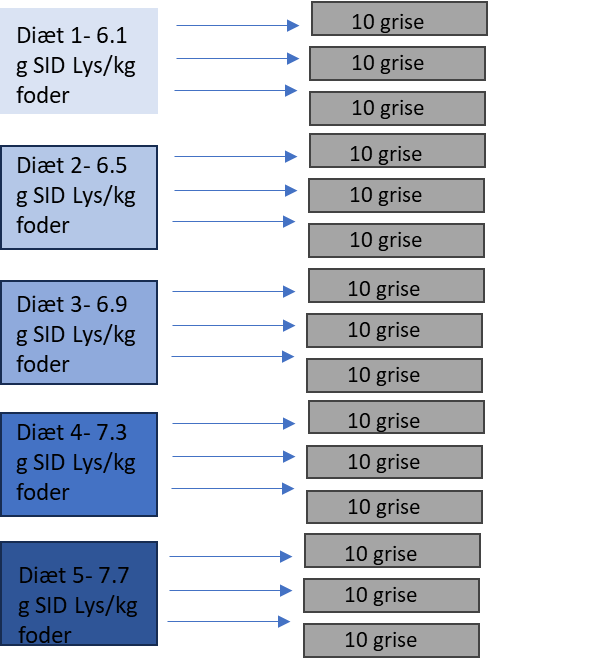 Diæt 1- 6.1
g SID Lys/kg
foder
10 grise
10 grise
10 grise
Diæt 2- 6.5
g SID Lys/kg
foder
10 grise
10 grise
10 grise
Diæt 3- 6.9
g SID Lys/kg
foder
10 grise
10 grise
10 grise
Diæt 4- 7.3
g SID Lys/kg
foder
10 grise
10 grise
10 grise
Diæt 5- 7.7
g SID Lys/kg
foder
10 grise
10 grise
10 grise